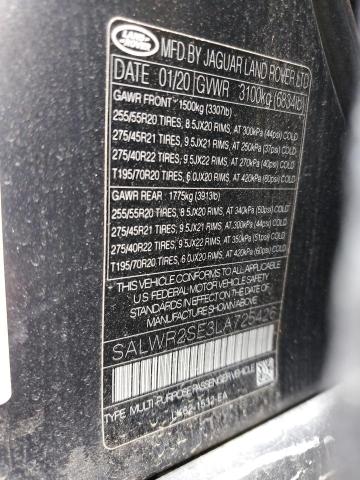 LAND-
ROVER
MFD BY JAGUAR LAND ROVER LTD
DATE 01/20 GVWR 3100kg (6834lb)
GAWR FRONT 1500kg (3307lb)
255/55R20 TIRES, 8.5JX20 RIMS, AT 300kPa (44psi) COLD
275/45R21 TIRES, 9.5JX21 RIMS, AT 250kPa (37psi) COLD
275/40R22 TIRES, 9.5JX22 RIMS, AT 270kPa (40psi) COLD
T195/70R20 TIRES, 6.0JX20 RIMS, AT 420kPa (60psi) COLD
GAWR REAR 1775kg (3913lb)
255/55R20 TIRES, 8.5JX20 RIMS, AT 340kPa (50psi) COLD
275/45R21 TIRES, 9.5JX21 RIMS, AT 300kPa (44psi) COLD
275/40R22 TIRES, 9.5JX22 RIMS, AT 350kPa (51psi) COLD
T195/70R20 TIRES, 6.0JX20 RIMS, AT 420kPa (60psi) COLD
THIS VEHICLE CONFORMS TO ALL APPLICABLE
U.S FEDERAL MOTOR VEHICLE SAFETY
STANDARDS IN EFFECT ON THE DATE OF
MANUFACTURE SHOWN ABOVE
SALWR2SE3LA725426
TYPE: MULTI-PURPOSE PASSENGER VEHICLE
LK62-1532-EA